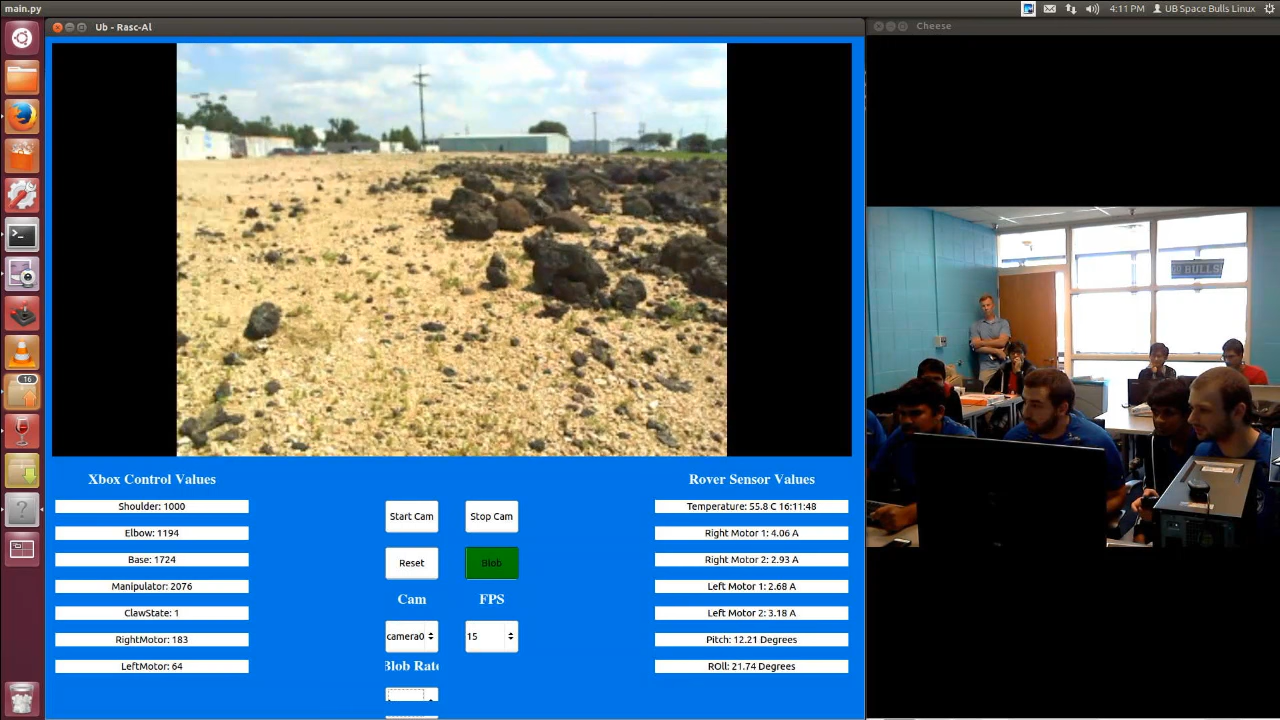 main.py
4:11 PM
UB Space Bulls Linux
Ub - Rasc-Al
Cheese
16
BULLS
Xbox Control Values
Shoulder: 1000
Elbow: 1194
Base: 1724
Manipulator: 2076
ClawState: 1
RightMotor: 183
LeftMotor: 64
Start Cam
Stop Cam
Reset
Blob
Cam
FPS
camera0
15
Blob Rate
Rover Sensor Values
Temperature: 55.8 C 16:11:48
Right Motor 1: 4.06 A
Right Motor 2: 2.93 A
Left Motor 1: 2.68 A
Left Motor 2: 3.18 A
Pitch: 12.21 Degrees
ROll: 21.74 Degrees